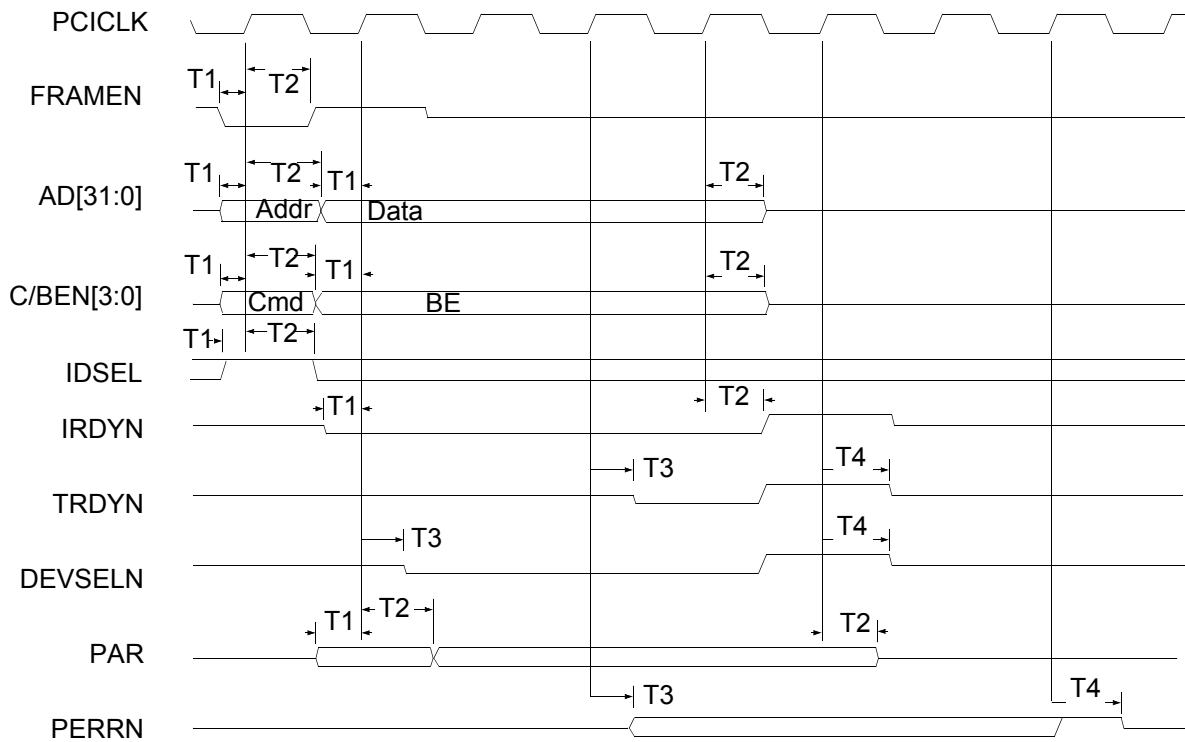 PCICLK
T1 T2
FRAMEN
T1 T2 T1 T2
AD[31:0] Addr Data
T1 T2 T1 T2
C/BEN[3:0] Cmd BE
T1 T2
IDSEL
T1 T2
IRDYN
T3 T4
TRDYN
T3 T4
DEVSELN
T1 T2 T2
PAR
T3 T4
PERRN